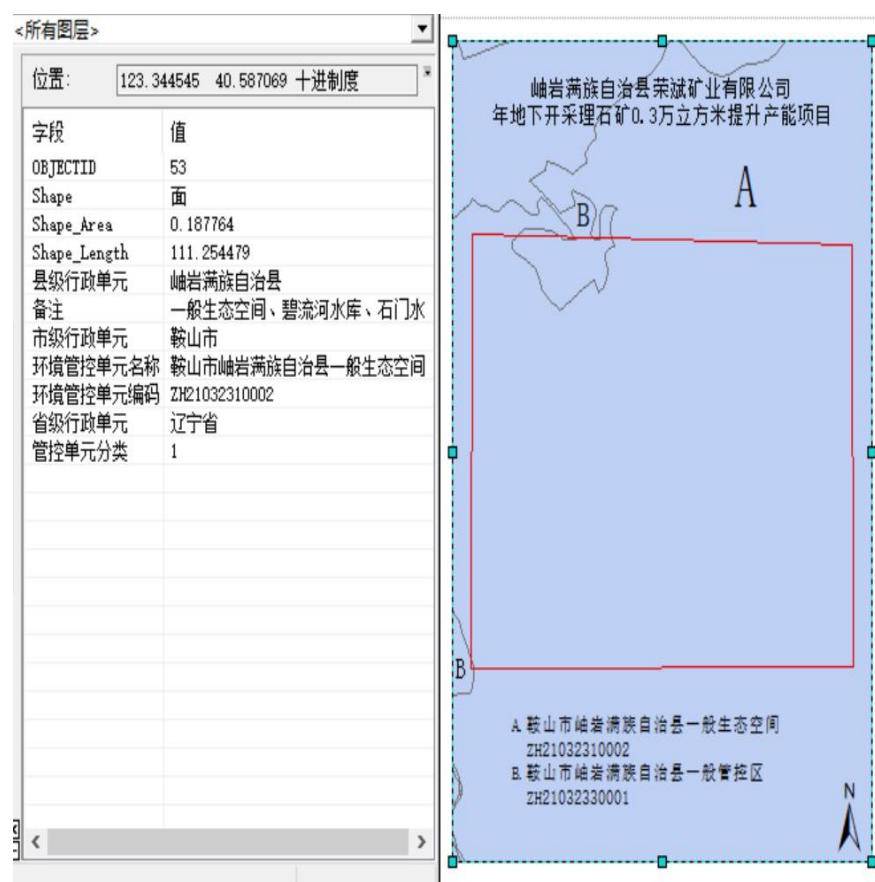 <所有图层>
位置: 123.344545 40.587069 十进制度
字段 值
OBJECTID 53
Shape 面
Shape_Area 0.187764
Shape_Length 111.254479
县级行政单元 岫岩满族自治县
备注 一般生态空间、碧流河水库、石门水
市级行政单元 鞍山市
环境管控单元名称 鞍山市岫岩满族自治县一般生态空间
环境管控单元编码 ZH21032310002
省级行政单元 辽宁省
管控单元分类 1
岫岩满族自治县荣斌矿业有限公司
年地下开采理石矿0.3万立方米提升产能项目
A
B
B
A 鞍山市岫岩满族自治县一般生态空间
ZH21032310002
B 鞍山市岫岩满族自治县一般管控区
ZH21032330001
N